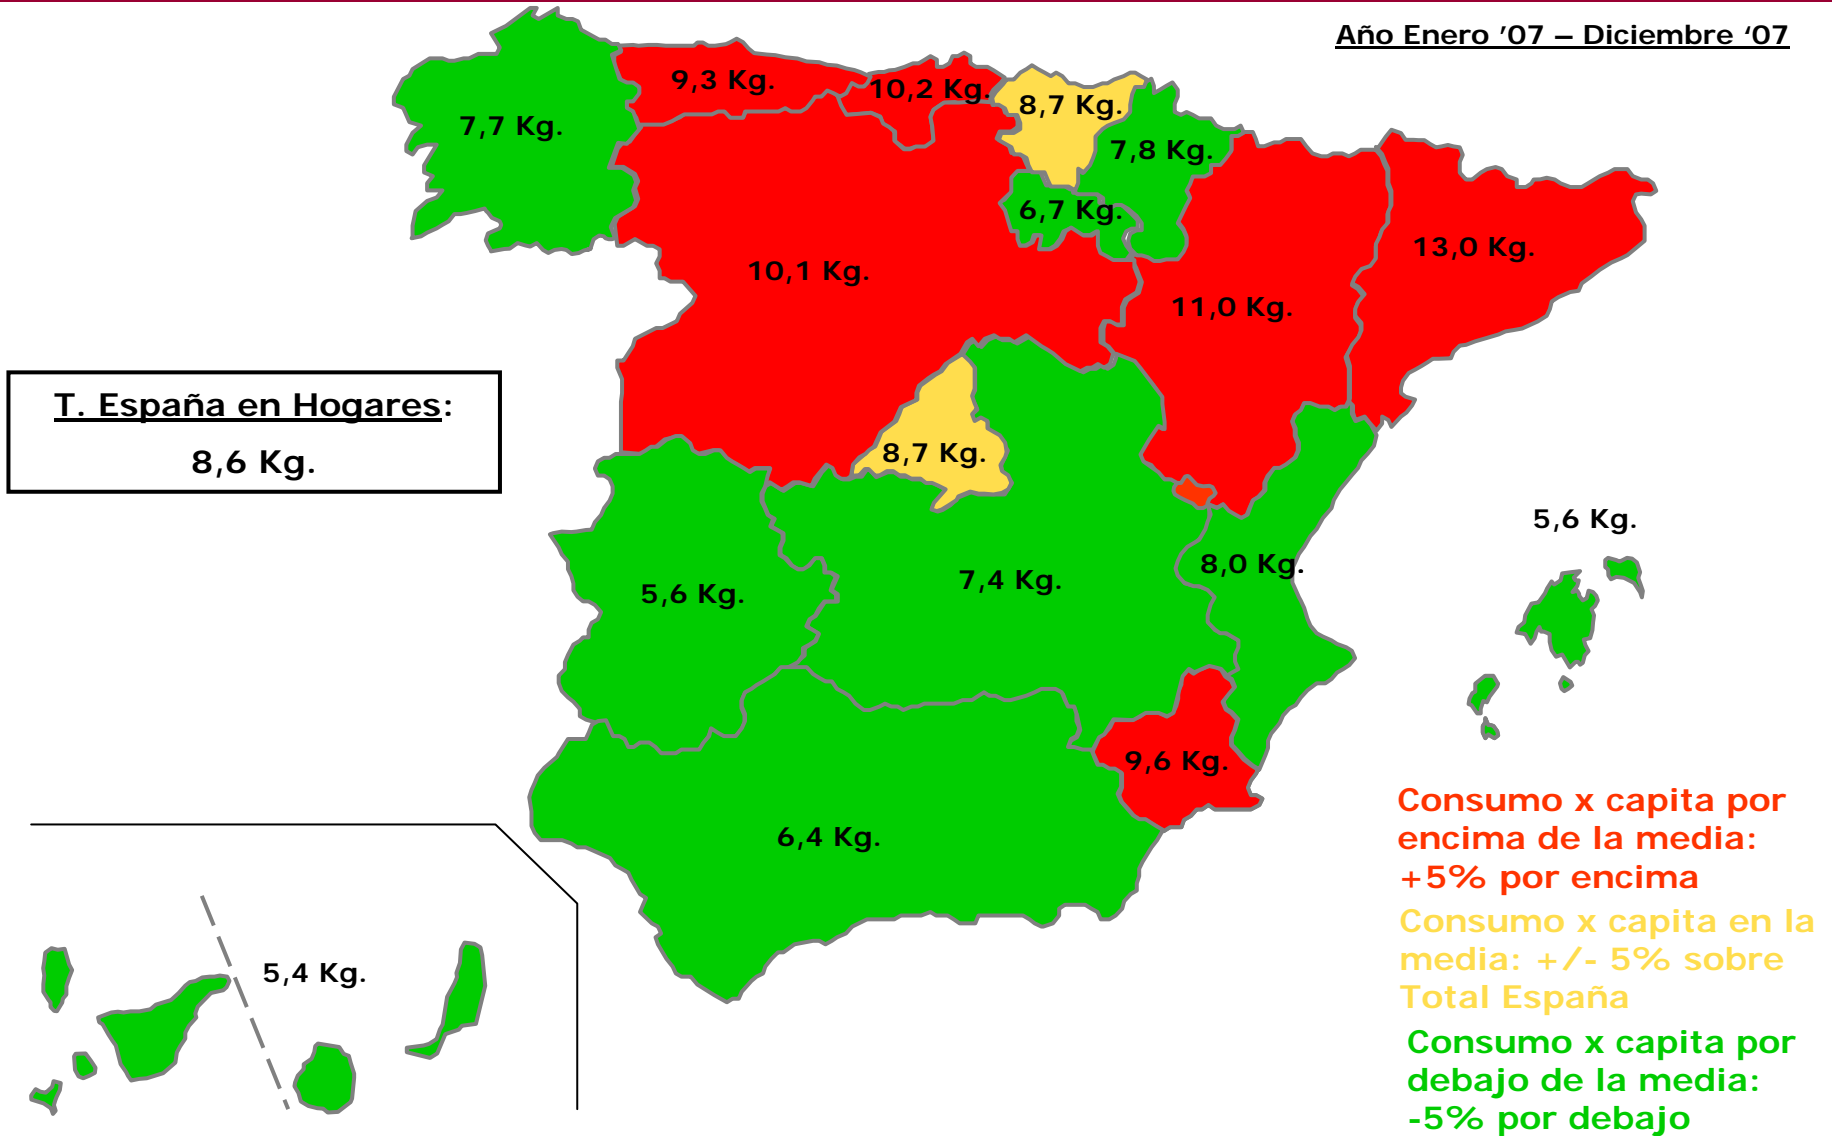 Año Enero ’07 – Diciembre ‘07
9,3 Kg.
10,2 Kg.
8,7 Kg.
7,7 Kg.
7,8 Kg.
6,7 Kg.
13,0 Kg.
10,1 Kg.
11,0 Kg.
T. España en Hogares:
8,6 Kg.
8,7 Kg.
5,6 Kg.
8,0 Kg.
7,4 Kg.
5,6 Kg.
9,6 Kg.
6,4 Kg.
5,4 Kg.
Consumo x capita por
encima de la media:
+5% por encima
Consumo x capita en la
media: +/- 5% sobre
Total España
Consumo x capita por
debajo de la media:
-5% por debajo